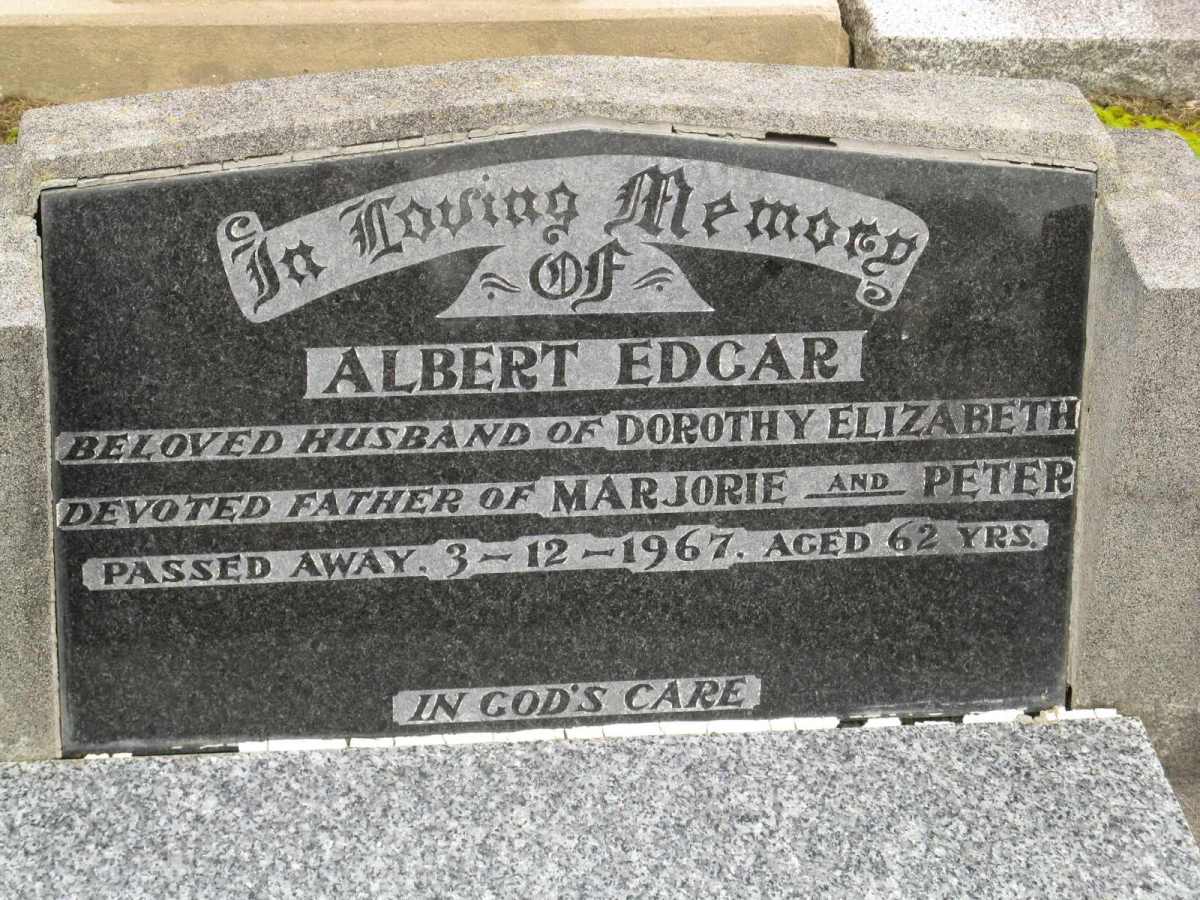 In Loving Memory
OF
ALBERT EDGAR
BELOVED HUSBAND OF DOROTHY ELIZABETH
DEVOTED FATHER OF MARJORIE AND PETER
PASSED AWAY. 3-12-1967. AGED 62 YRS.
IN GOD'S CARE